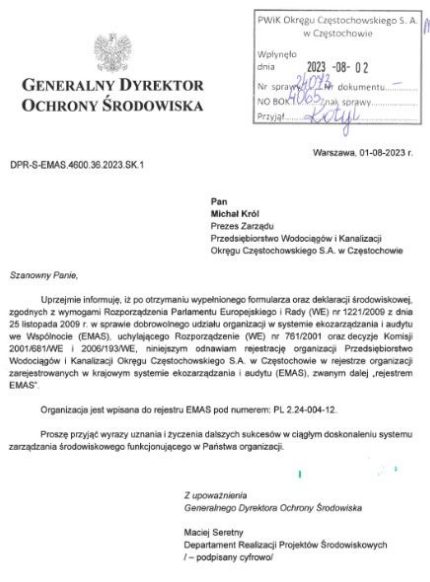 PWiK Okręgu Częstochowskiego S. A.
w Częstochowie
Wpłynęło
dnia 2023 -08- 02
Nr sprawy 24073 Nr dokumentu
NO BOK 4065 znak sprawy
Przyjął
GENERALNY DYREKTOR
OCHRONY ŚRODOWISKA
Warszawa, 01-08-2023 r.
DPR-S-EMAS.4600.36.2023.SK.1
Pan
Michał Król
Prezes Zarządu
Przedsiębiorstwo Wodociągów i Kanalizacji
Okręgu Częstochowskiego S.A. w Częstochowie
Szanowny Panie,
Uprzejmie informuję, iż po otrzymaniu wypełnionego formularza oraz deklaracji środowiskowej,
zgodnych z wymogami Rozporządzenia Parlamentu Europejskiego i Rady (WE) nr 1221/2009 z dnia
25 listopada 2009 r. w sprawie dobrowolnego udziału organizacji w systemie ekozarządzania i audytu
we Wspólnocie (EMAS), uchylającego Rozporządzenie (WE) nr 761/2001 oraz decyzje Komisji
2001/681/WE i 2006/193/WE, niniejszym odnawiam rejestrację organizacji Przedsiębiorstwo
Wodociągów i Kanalizacji Okręgu Częstochowskiego S.A. w Częstochowie w rejestrze organizacji
zarejestrowanych w krajowym systemie ekozarządzania i audytu (EMAS), zwanym dalej „rejestrem
EMAS”.
Organizacja jest wpisana do rejestru EMAS pod numerem: PL 2.24-004-12.
Proszę przyjąć wyrazy uznania i życzenia dalszych sukcesów w ciągłym doskonaleniu systemu
zarządzania środowiskowego funkcjonującego w Państwa organizacji.
Z upoważnienia
Generalnego Dyrektora Ochrony Środowiska
Maciej Seretny
Departament Realizacji Projektów Środowiskowych
/ – podpisany cyfrowo/